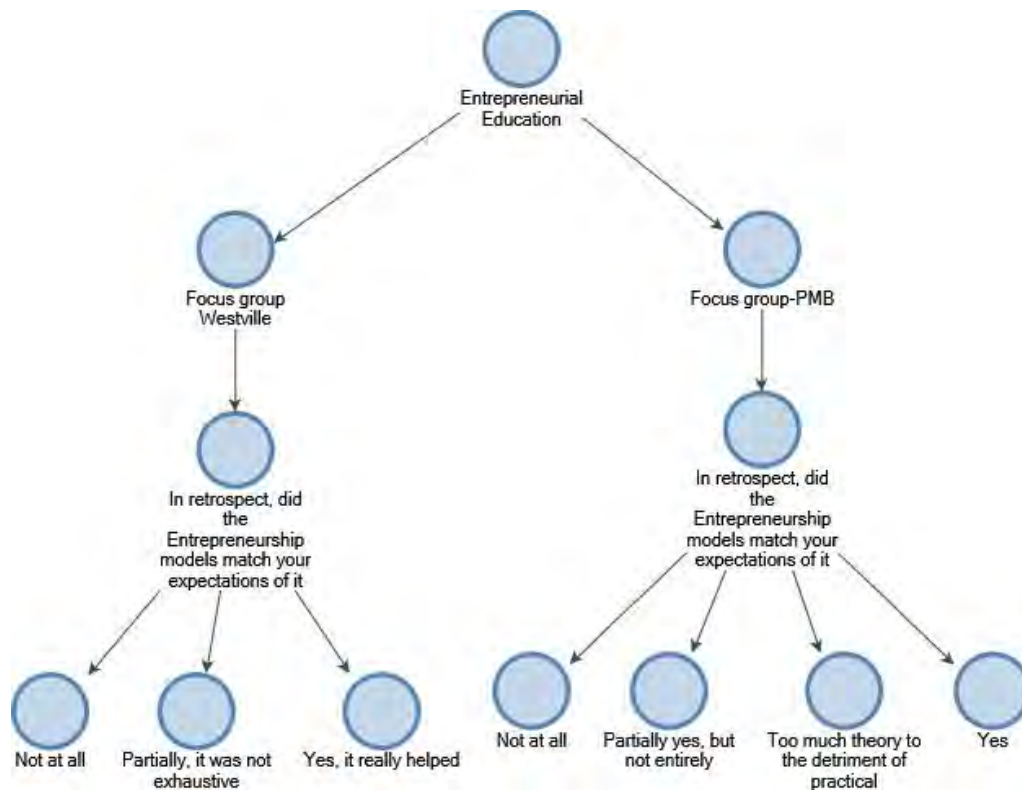 Entrepreneurial
Education
Focus group
Westville
Focus group-PMB
In retrospect, did
the
Entrepreneurship
models match your
expectations of it
In retrospect, did
the
Entrepreneurship
models match your
expectations of it
Not at all
Partially, it was not
exhaustive
Yes, it really helped
Not at all
Partially yes, but
not entirely
Too much theory to
the detriment of
practical
Yes